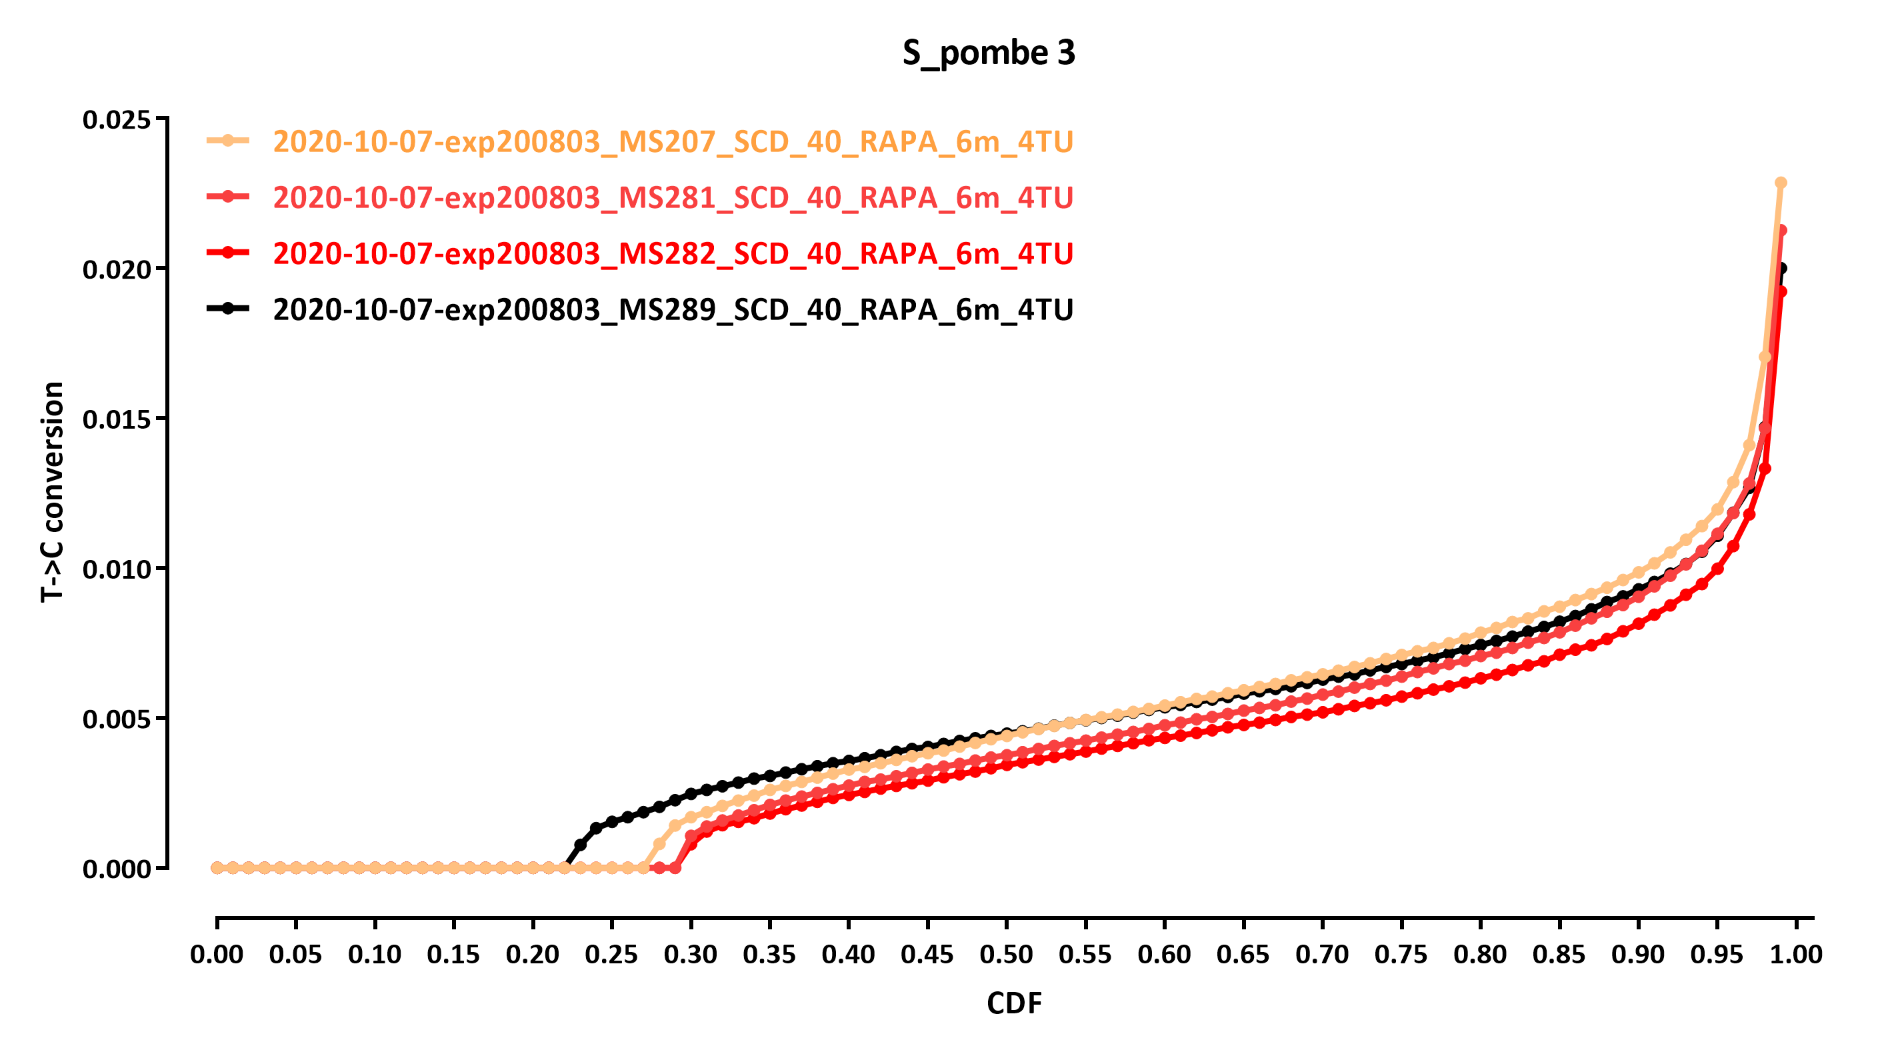 S_pombe 3
0.025
0.020
0.015
0.010
0.005
0.000
T->C conversion
2020-10-07-exp200803_MS207_SCD_40_RAPA_6m_4TU
2020-10-07-exp200803_MS281_SCD_40_RAPA_6m_4TU
2020-10-07-exp200803_MS282_SCD_40_RAPA_6m_4TU
2020-10-07-exp200803_MS289_SCD_40_RAPA_6m_4TU
0.00 0.05 0.10 0.15 0.20 0.25 0.30 0.35 0.40 0.45 0.50 0.55 0.60 0.65 0.70 0.75 0.80 0.85 0.90 0.95 1.00
CDF